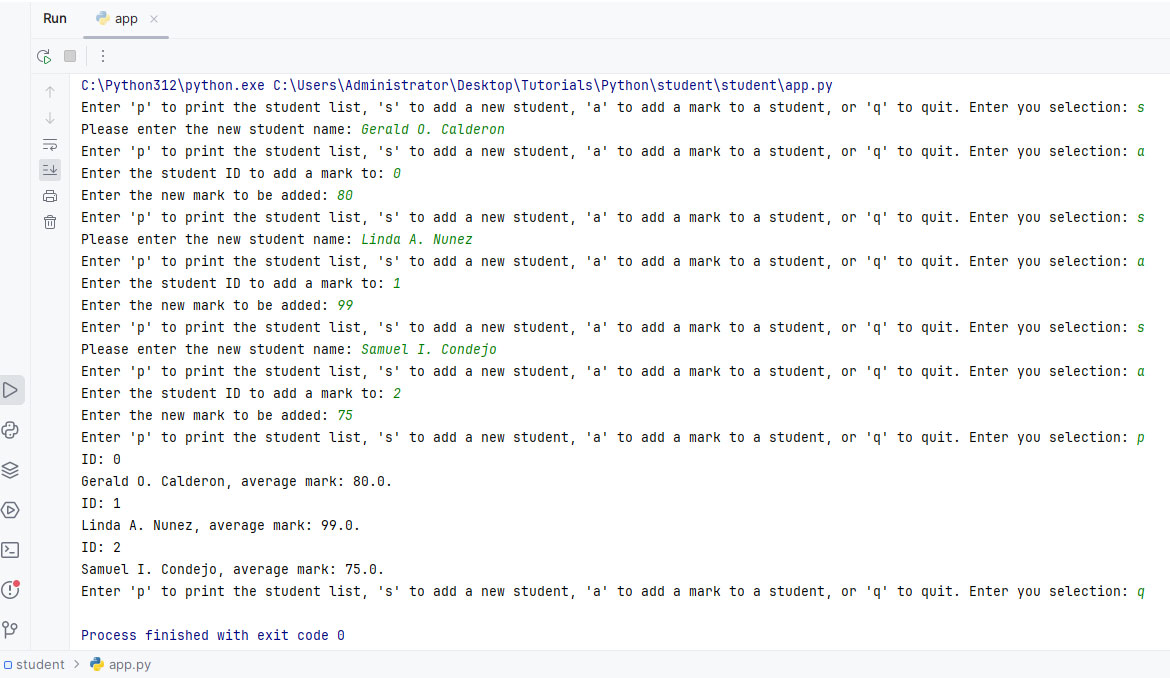 Run app
C:\Python312\python.exe C:\Users\Administrator\Desktop\Tutorials\Python\student\student\app.py
Enter 'p' to print the student list, 's' to add a new student, 'a' to add a mark to a student, or 'q' to quit. Enter you selection: s
Please enter the new student name: Gerald O. Calderon
Enter 'p' to print the student list, 's' to add a new student, 'a' to add a mark to a student, or 'q' to quit. Enter you selection: a
Enter the student ID to add a mark to: 0
Enter the new mark to be added: 80
Enter 'p' to print the student list, 's' to add a new student, 'a' to add a mark to a student, or 'q' to quit. Enter you selection: s
Please enter the new student name: Linda A. Nunez
Enter 'p' to print the student list, 's' to add a new student, 'a' to add a mark to a student, or 'q' to quit. Enter you selection: a
Enter the student ID to add a mark to: 1
Enter the new mark to be added: 99
Enter 'p' to print the student list, 's' to add a new student, 'a' to add a mark to a student, or 'q' to quit. Enter you selection: s
Please enter the new student name: Samuel I. Condejo
Enter 'p' to print the student list, 's' to add a new student, 'a' to add a mark to a student, or 'q' to quit. Enter you selection: a
Enter the student ID to add a mark to: 2
Enter the new mark to be added: 75
Enter 'p' to print the student list, 's' to add a new student, 'a' to add a mark to a student, or 'q' to quit. Enter you selection: p
ID: 0
Gerald O. Calderon, average mark: 80.0.
ID: 1
Linda A. Nunez, average mark: 99.0.
ID: 2
Samuel I. Condejo, average mark: 75.0.
Enter 'p' to print the student list, 's' to add a new student, 'a' to add a mark to a student, or 'q' to quit. Enter you selection: q
Process finished with exit code 0
student > app.py